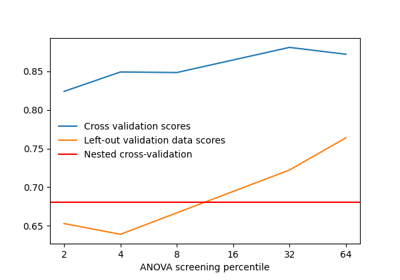 0.85
0.80
0.75
0.70
0.65
Cross validation scores
Left-out validation data scores
Nested cross-validation
2 4 8 16 32 64
ANOVA screening percentile